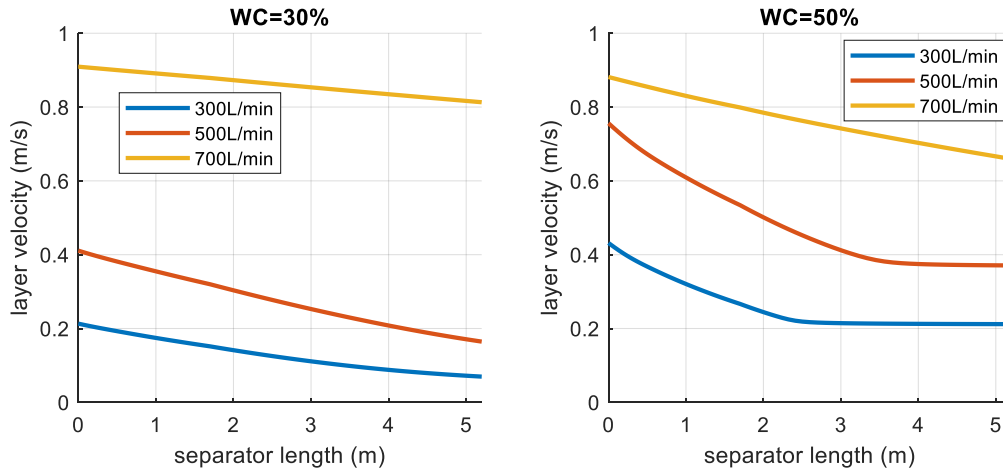 WC=30%
1
0.8
0.6
0.4
0.2
0
layer velocity (m/s)
300L/min
500L/min
700L/min
0 1 2 3 4 5
separator length (m)
WC=50%
1
0.8
0.6
0.4
0.2
0
layer velocity (m/s)
300L/min
500L/min
700L/min
0 1 2 3 4 5
separator length (m)